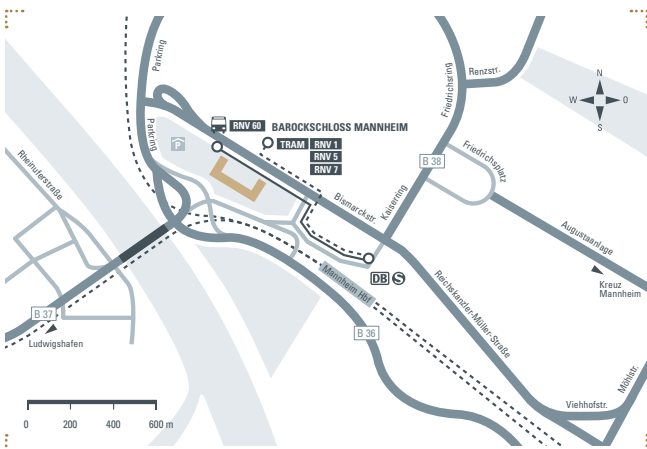 Parkring
Friedrichsring
Renzstr.
N
W
O
S
RNV 60
BAROCKSCHLOSS MANNHEIM
P
Parkring
TRAM
RNV 1
RNV 5
RNV 7
B 38
Friedrichsplatz
Rheinuferstraße
Bismarckstr.
Kaiserring
Augustaanlage
DB
S
Kreuz
Mannheim
Mannheim Hbf
Reichskanzler-Müller-Straße
B 37
B 36
Ludwigshafen
Möhlstr.
Viehhofstr.
0 200 400 600 m